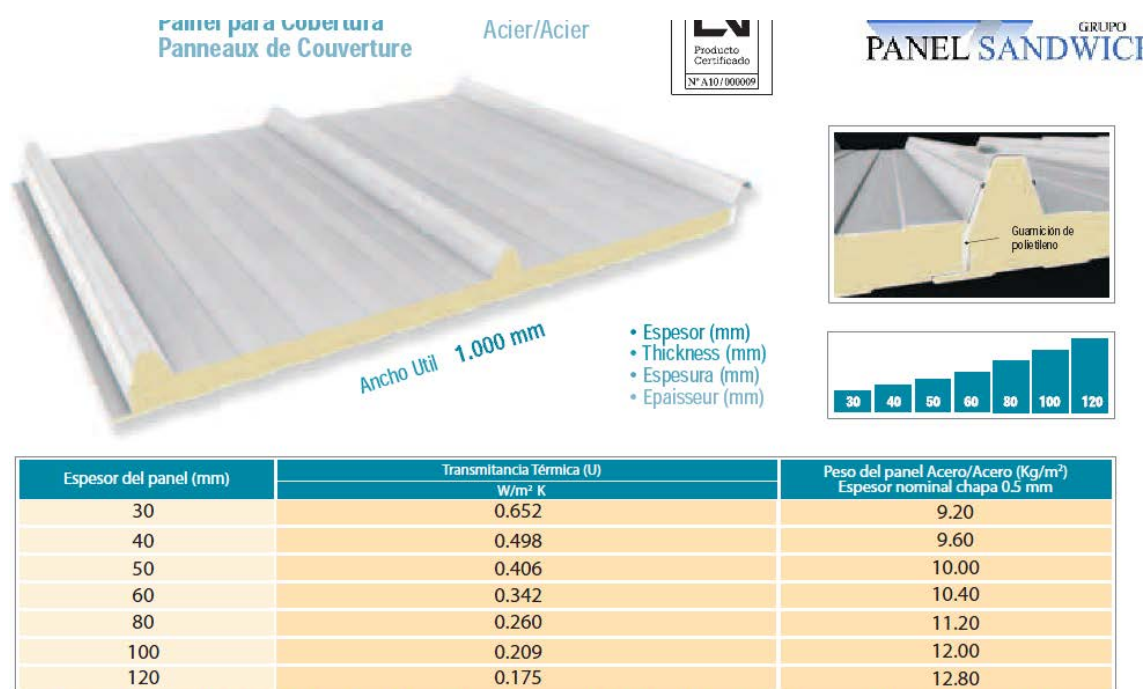 Painel para Cobertura
Panneaux de Couverture
Acier/Acier
Producto
Certificado
Nº A10/000009
GRUPO
PANEL SANDWICH
Guarnición de
polietileno
Ancho Util 1.000 mm
• Espesor (mm)
• Thickness (mm)
• Espesura (mm)
• Epaisseur (mm)
30 40 50 60 80 100 120
Espesor del panel (mm) Transmitancia Térmica (U) Peso del panel Acero/Acero (Kg/m²)
W/m² K Espesor nominal chapa 0.5 mm
30 0.652 9.20
40 0.498 9.60
50 0.406 10.00
60 0.342 10.40
80 0.260 11.20
100 0.209 12.00
120 0.175 12.80